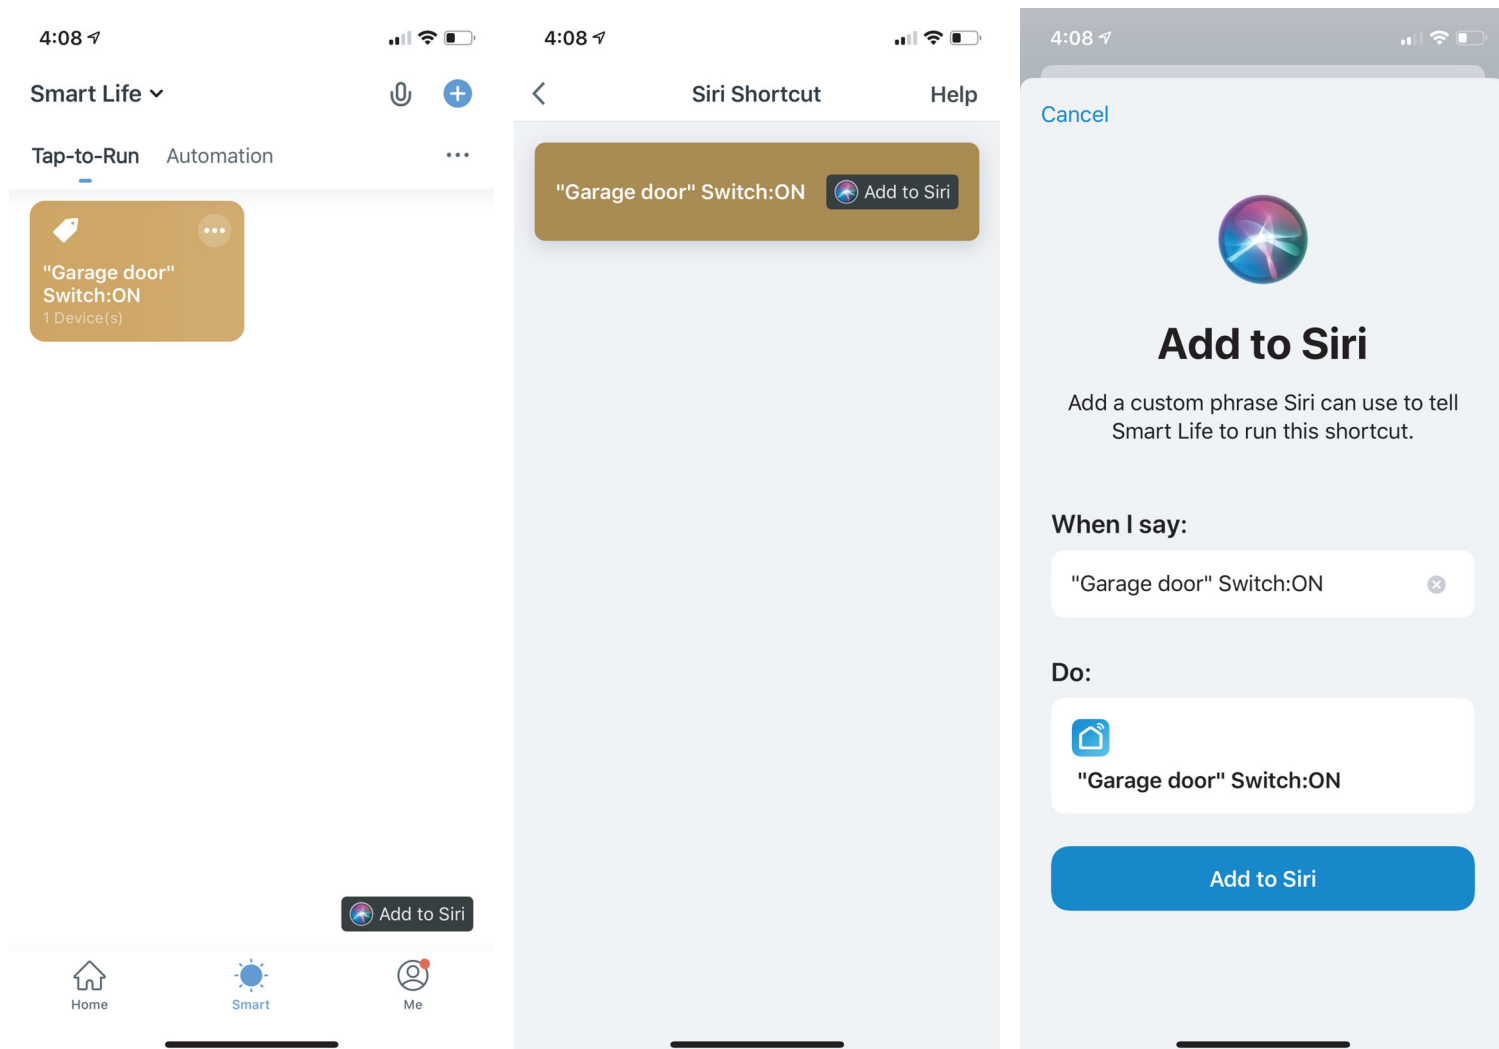 4:08
Smart Life
Tap-to-Run Automation
"Garage door"
Switch:ON
1 Device(s)
Add to Siri
Home Smart Me
4:08
Siri Shortcut Help
"Garage door" Switch:ON Add to Siri
4:08
Cancel
Add to Siri
Add a custom phrase Siri can use to tell
Smart Life to run this shortcut.
When I say:
"Garage door" Switch:ON
Do:
"Garage door" Switch:ON
Add to Siri